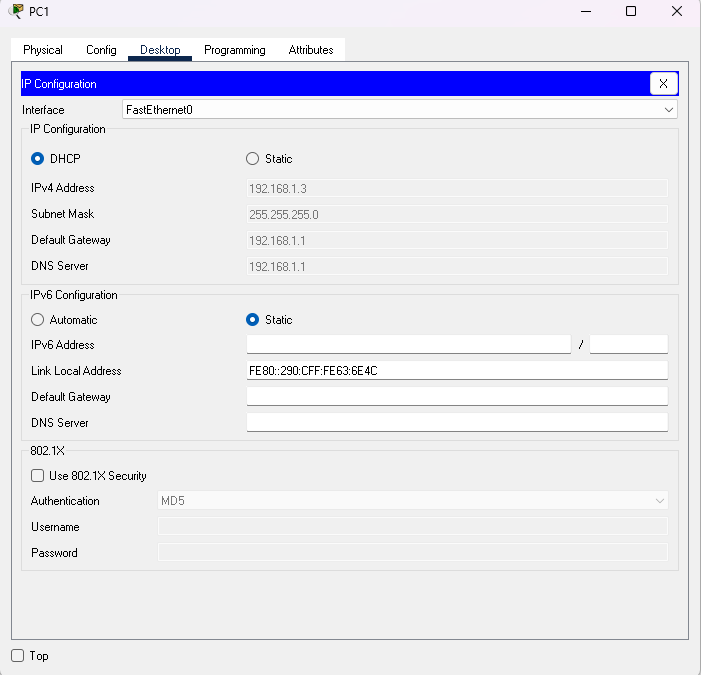 PC1
Physical Config Desktop Programming Attributes
IP Configuration
X
Interface FastEthernet0
IP Configuration
DHCP Static
IPv4 Address 192.168.1.3
Subnet Mask 255.255.255.0
Default Gateway 192.168.1.1
DNS Server 192.168.1.1
IPv6 Configuration
Automatic Static
IPv6 Address /
Link Local Address FE80::290:CFF:FE63:6E4C
Default Gateway
DNS Server
802.1X
Use 802.1X Security
Authentication MD5
Username
Password
Top